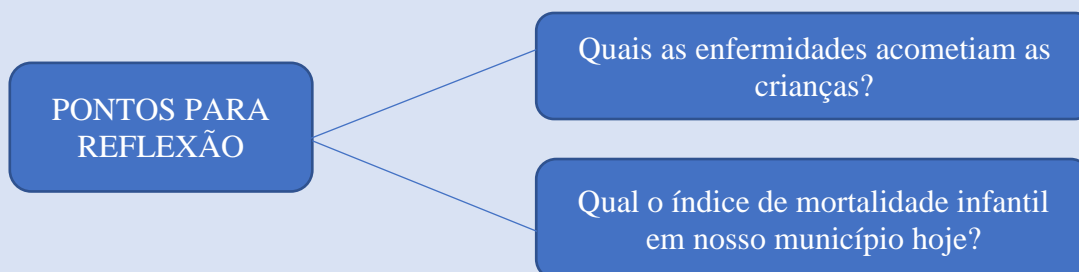 PONTOS PARA
REFLEXÃO
Quais as enfermidades acometiam as
crianças?
Qual o índice de mortalidade infantil
em nosso município hoje?